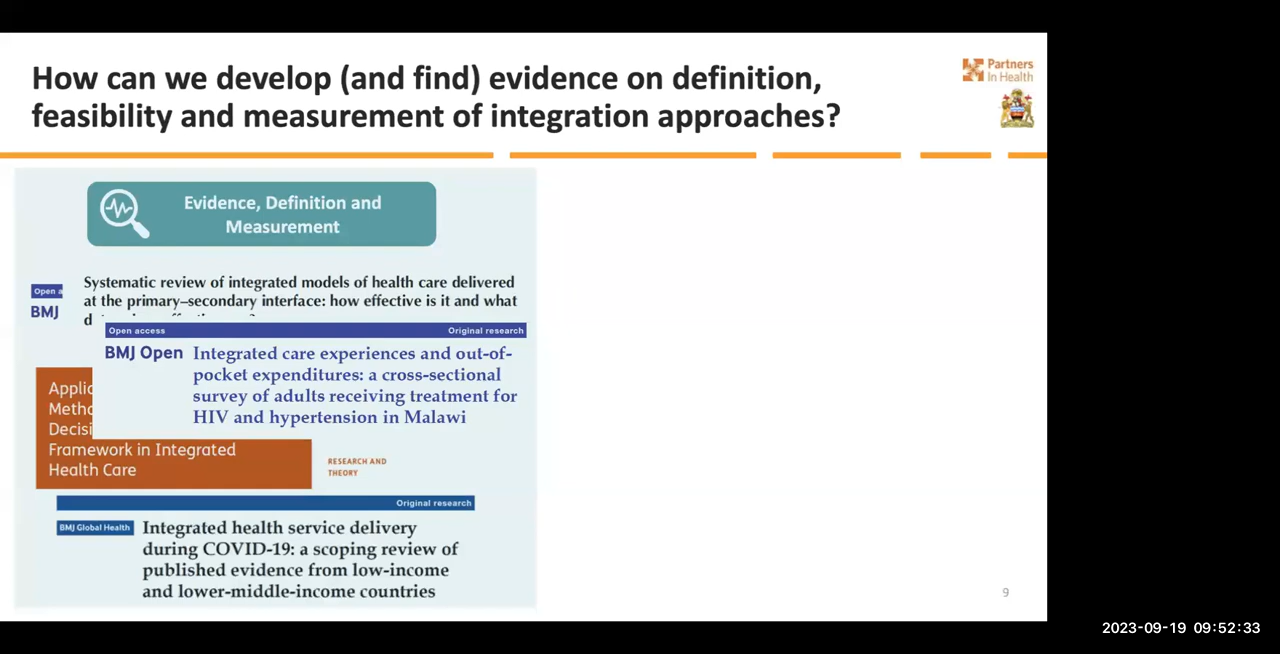 How can we develop (and find) evidence on definition,
feasibility and measurement of integration approaches?
Partners
In Health
Evidence, Definition and
Measurement
Systematic review of integrated models of health care delivered
at the primary–secondary interface: how effective is it and what
Open a
BMJ
Open access
Original research
BMJ Open
Integrated care experiences and out-of-
pocket expenditures: a cross-sectional
survey of adults receiving treatment for
HIV and hypertension in Malawi
Applic
Metho
Decisi
Framework in Integrated
Health Care
RESEARCH AND
THEORY
Original research
BMJ Global Health
Integrated health service delivery
during COVID-19: a scoping review of
published evidence from low-income
and lower-middle-income countries
9
2023-09-19 09:52:33